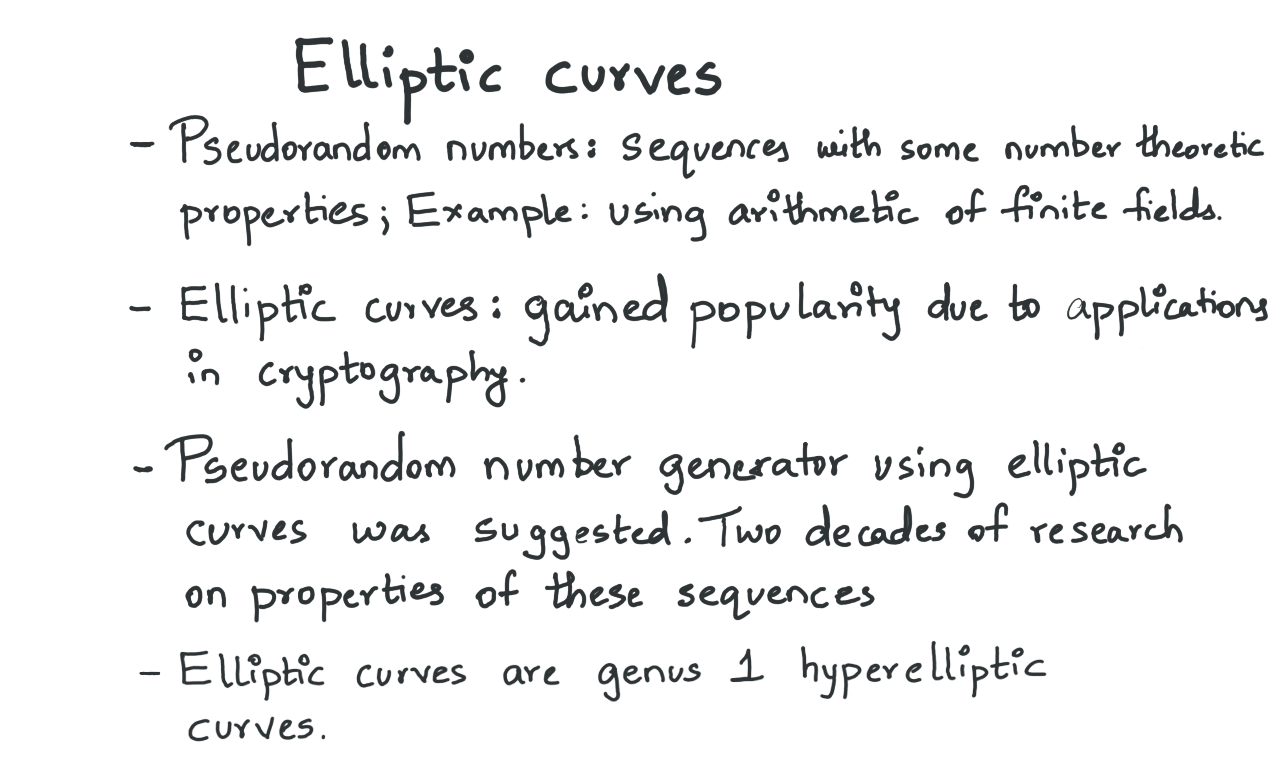 Elliptic curves
- Pseudorandom numbers: sequences with some number theoretic
properties; Example: using arithmetic of finite fields.
- Elliptic curves: gained popularity due to applications
in cryptography.
- Pseudorandom number generator using elliptic
curves was suggested. Two decades of research
on properties of these sequences
- Elliptic curves are genus 1 hyperelliptic
curves.